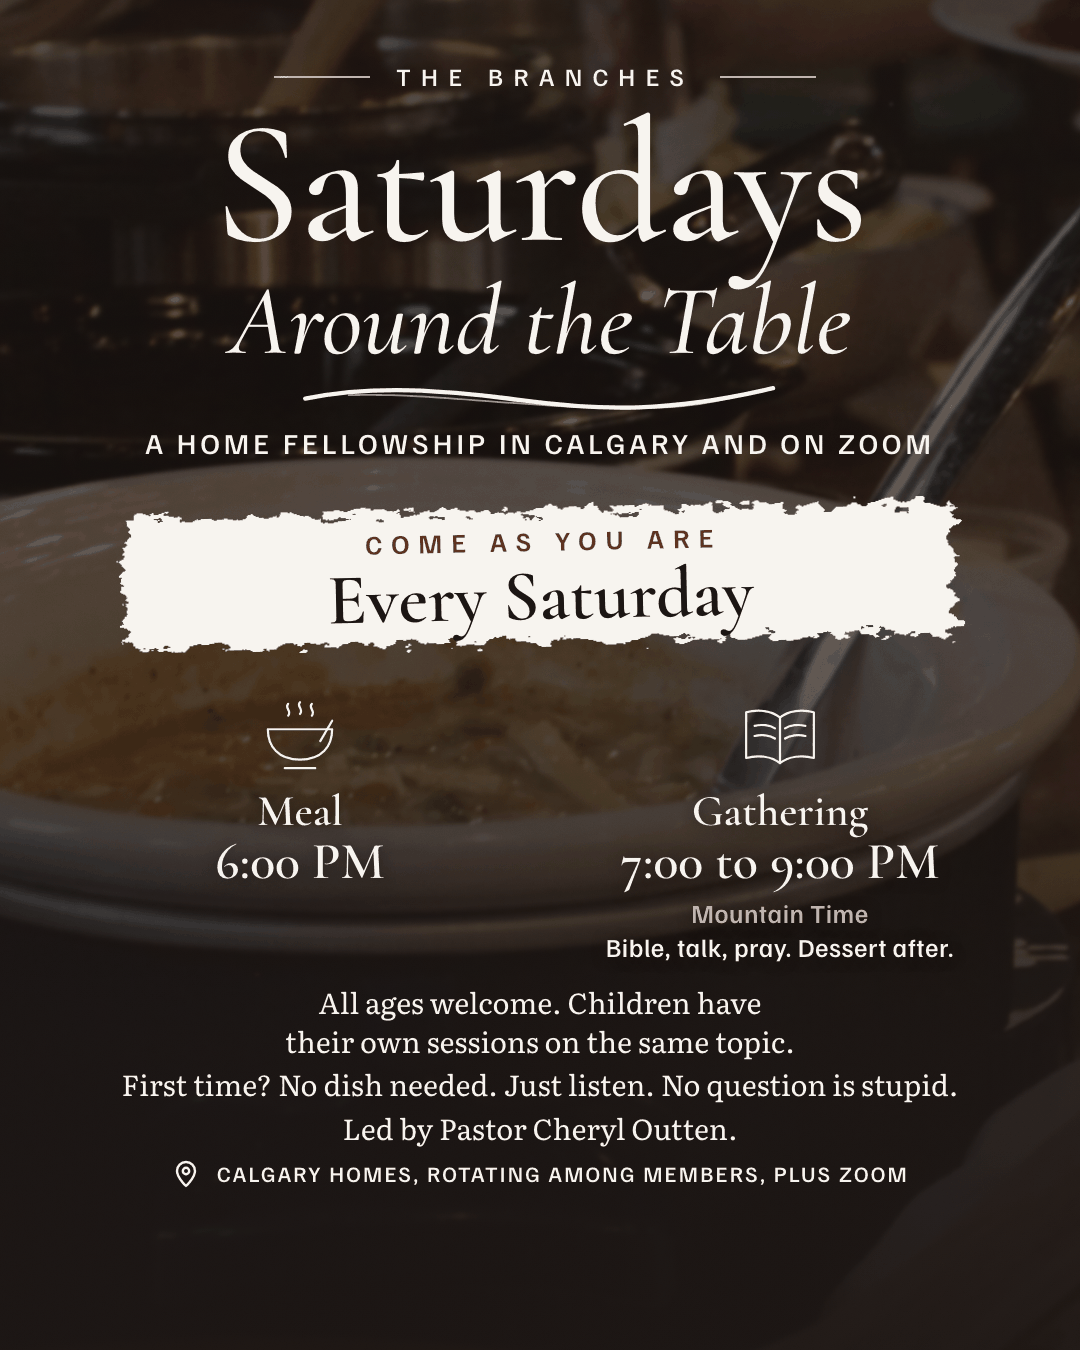 THE BRANCHES
Saturdays
Around the Table
A HOME FELLOWSHIP IN CALGARY AND ON ZOOM
COME AS YOU ARE
Every Saturday
Meal
6:00 PM
Gathering
7:00 to 9:00 PM
Mountain Time
Bible, talk, pray. Dessert after.
All ages welcome. Children have
their own sessions on the same topic.
First time? No dish needed. Just listen. No question is stupid.
Led by Pastor Cheryl Outten.
CALGARY HOMES, ROTATING AMONG MEMBERS, PLUS ZOOM